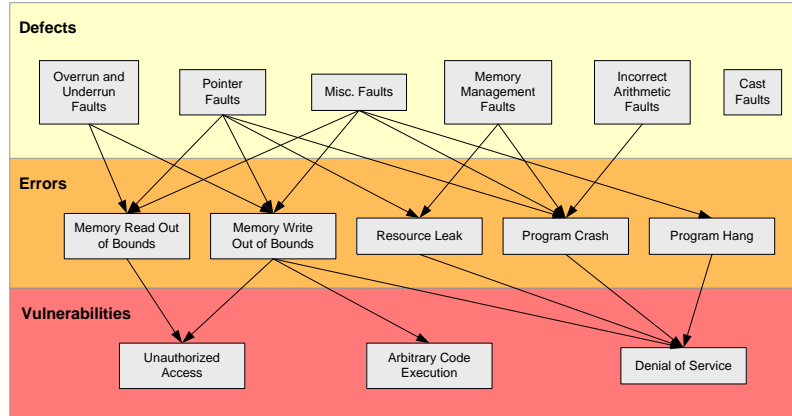 Defects
Overrun and
Underrun
Faults
Pointer
Faults
Misc. Faults
Memory
Management
Faults
Incorrect
Arithmetic
Faults
Cast
Faults
Errors
Memory Read Out
of Bounds
Memory Write
Out of Bounds
Resource Leak
Program Crash
Program Hang
Vulnerabilities
Unauthorized
Access
Arbitrary Code
Execution
Denial of Service